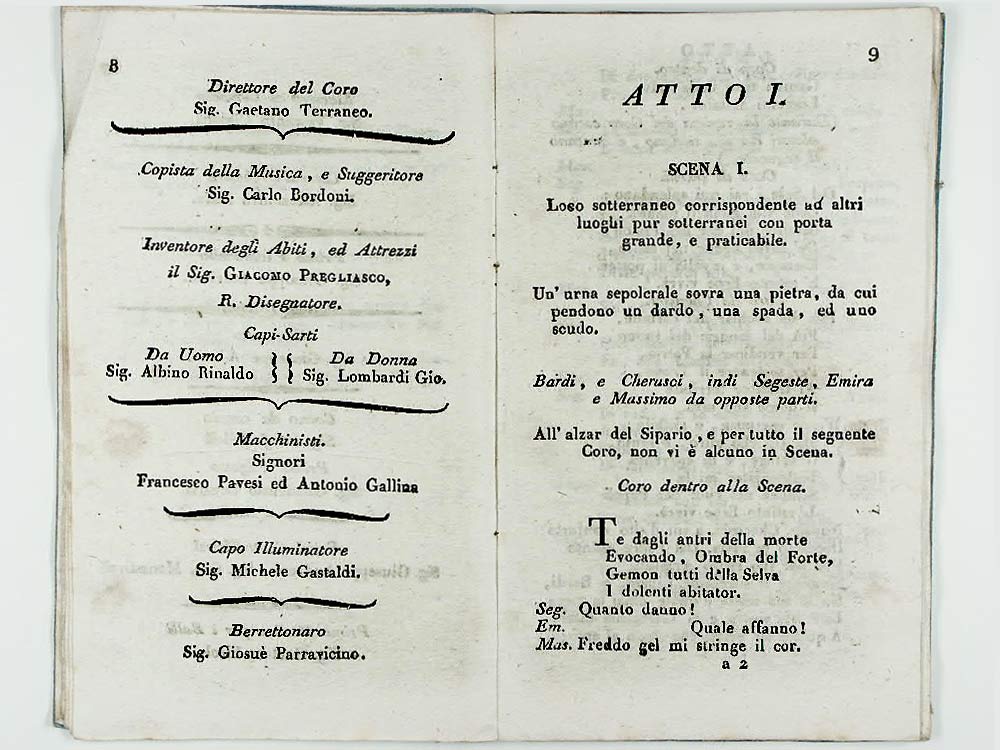 8
Direttore del Coro
Sig. Gaetano Terraneo.
Copista della Musica, e Suggeritore
Sig. Carlo Bordoni.
Inventore degli Abiti, ed Attrezzi
il Sig. GIACOMO PREGLIASCO,
R. Disegnatore.
Capi-Sarti
Da Uomo
Sig. Albino Rinaldo
Da Donna
Sig. Lombardi Gio.
Macchinisti.
Signori
Francesco Pavesi ed Antonio Gallina
Capo Illuminatore
Sig. Michele Gastaldi.
Berrettonaro
Sig. Giosuè Parravicino.
9
ATTO I.
SCENA I.
Loco sotterraneo corrispondente ad altri
luoghi pur sotterranei con porta
grande, e praticabile.
Un' urna sepolcrale sovra una pietra, da cui
pendono un dardo, una spada, ed uno
scudo.
Bardi, e Cherusci, indi Segeste, Emira
e Massimo da opposte parti.
All' alzar del Sipario, e per tutto il seguente
Coro, non vi è alcuno in Scena.
Coro dentro alla Scena.
Te dagli antri della morte
Evocando, Ombra del Forte,
Gemon tutti della Selva
I dolenti abitator.
Seg. Quanto danno!
Em. Quale affanno!
Mas. Freddo gel mi stringe il cor.
a 2